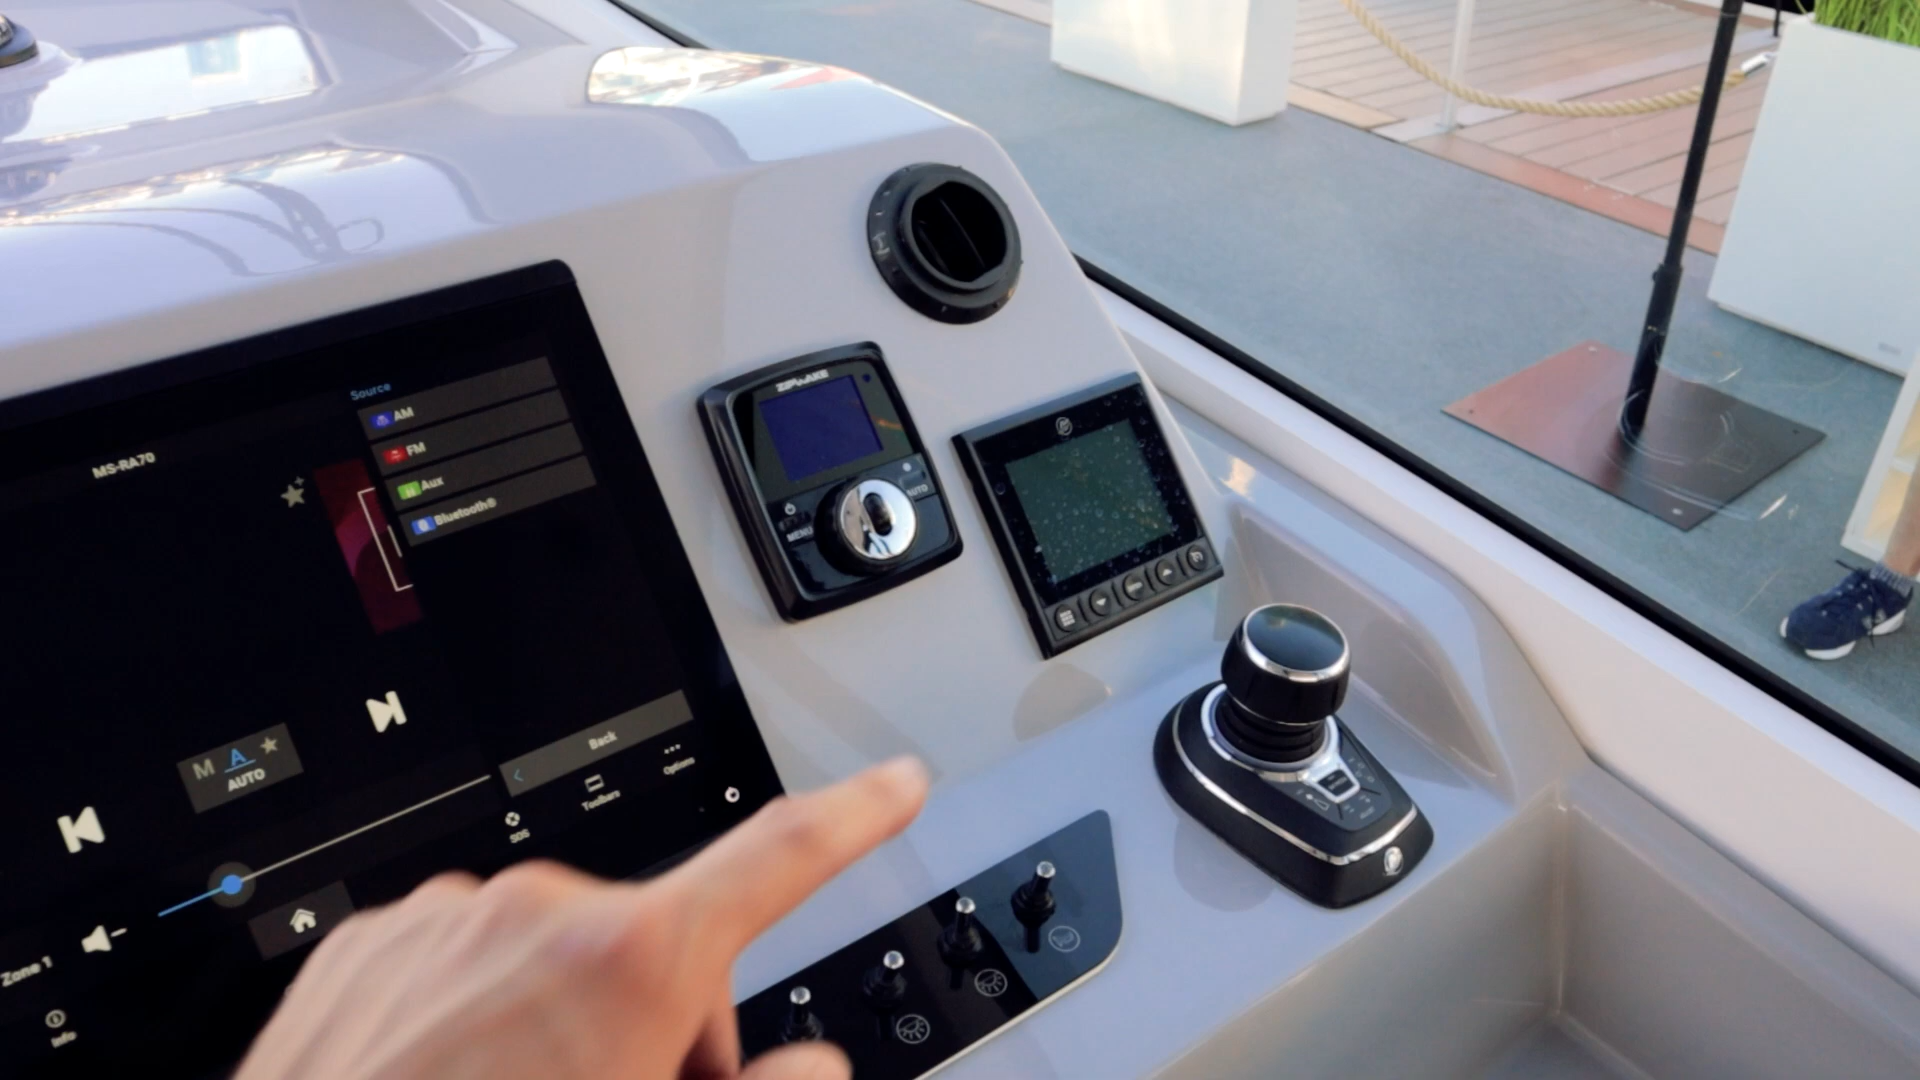 MS-RA70
Source
AM
FM
Aux
Bluetooth®
M A
AUTO
Back
SOS
Toolbars
Options
Zone 1
Info
ZIPWAKE
MENU
AUTO